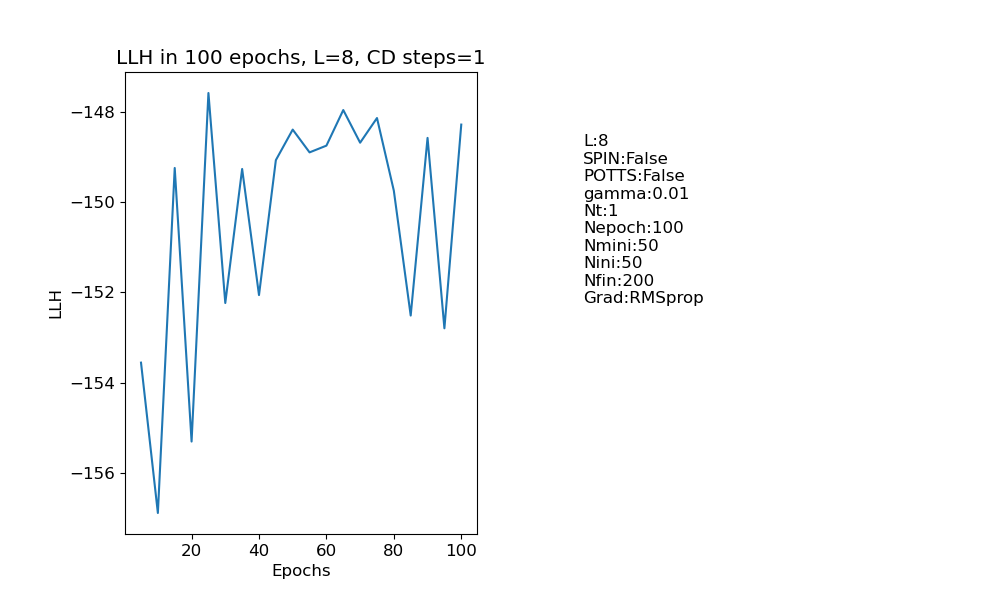 LLH in 100 epochs, L=8, CD steps=1
−148
−150
−152
−154
−156
LLH
20 40 60 80 100
Epochs
L:8
SPIN:False
POTTS:False
gamma:0.01
Nt:1
Nepoch:100
Nmini:50
Nini:50
Nfin:200
Grad:RMSprop